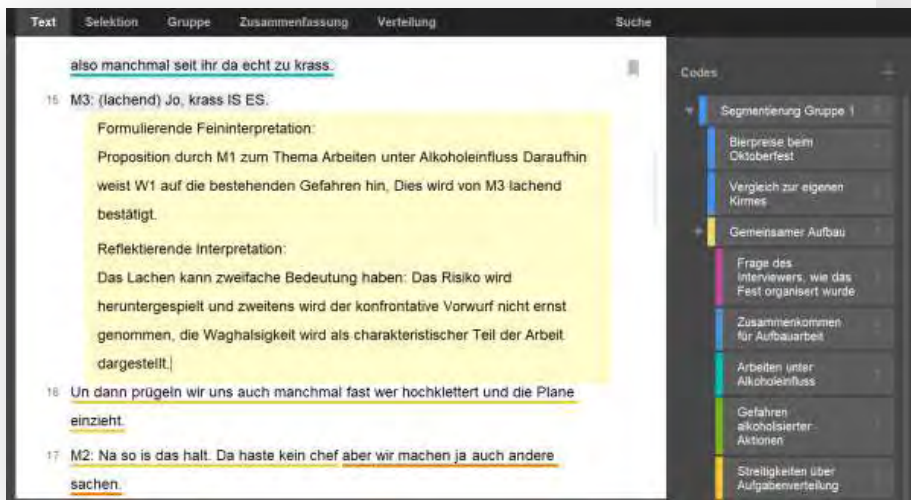 Text Selektion Gruppe Zusammenfassung Verteilung Suche
also manchmal seit ihr da echt zu krass.
15 M3: (lachend) Jo, krass IS ES.
Formulierende Feininterpretation:
Proposition durch M1 zum Thema Arbeiten unter Alkoholeinfluss Daraufhin
weist W1 auf die bestehenden Gefahren hin, Dies wird von M3 lachend
bestätigt.
Reflektierende Interpretation:
Das Lachen kann zweifache Bedeutung haben: Das Risiko wird
heruntergespielt und zweitens wird der konfrontative Vorwurf nicht ernst
genommen, die Waghalsigkeit wird als charakteristischer Teil der Arbeit
dargestellt.
16 Un dann prügeln wir uns auch manchmal fast wer hochklettert und die Plane
einzieht.
17 M2: Na so is das halt. Da haste kein chef aber wir machen ja auch andere
sachen.
Codes
Segmentierung Gruppe 1
Bierpreise beim
Oktoberfest
Vergleich zur eigenen
Kirmes
Gemeinsamer Aufbau
Frage des
Interviewers, wie das
Fest organisert wurde
Zusammenkommen
für Aufbauarbeit
Arbeiten unter
Alkoholeinfluss
Gefahren
alkoholsierter
Aktionen
Streitigkeiten über
Aufgabenverteilung